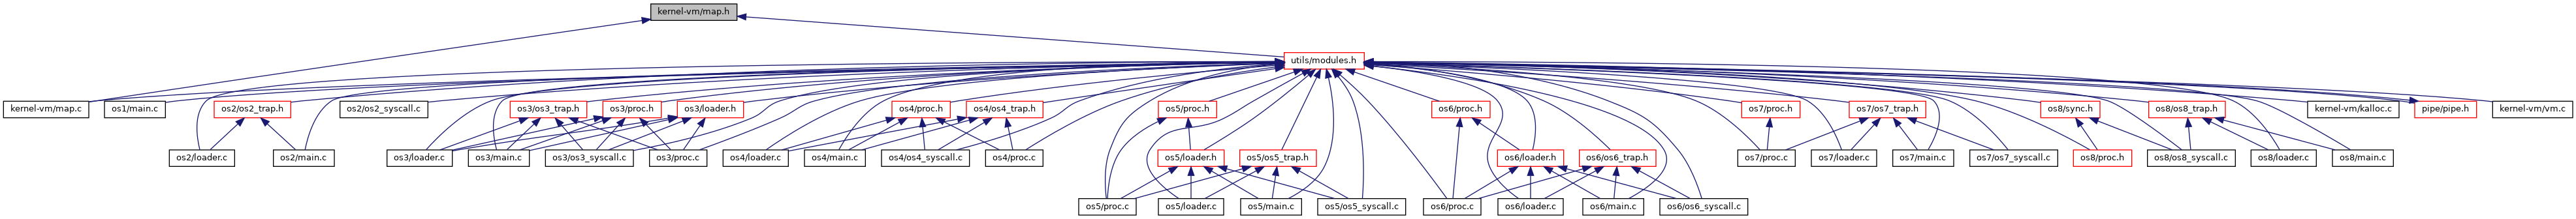 kernel-vm/map.h
utils/modules.h
kernel-vm/map.c
os1/main.c
os2/os2_trap.h
os2/os2_syscall.c
os3/os3_trap.h
os3/proc.h
os3/loader.h
os4/proc.h
os4/os4_trap.h
os5/proc.h
os6/proc.h
os7/proc.h
os7/os7_trap.h
os8/sync.h
os8/os8_trap.h
kernel-vm/kalloc.c
pipe/pipe.h
kernel-vm/vm.c
os2/loader.c
os2/main.c
os3/loader.c
os3/main.c
os3/os3_syscall.c
os3/proc.c
os4/loader.c
os4/main.c
os4/os4_syscall.c
os4/proc.c
os5/loader.h
os5/os5_trap.h
os6/loader.h
os6/os6_trap.h
os7/proc.c
os7/loader.c
os7/main.c
os7/os7_syscall.c
os8/proc.h
os8/os8_syscall.c
os8/loader.c
os8/main.c
os5/proc.c
os5/loader.c
os5/main.c
os5/os5_syscall.c
os6/proc.c
os6/loader.c
os6/main.c
os6/os6_syscall.c